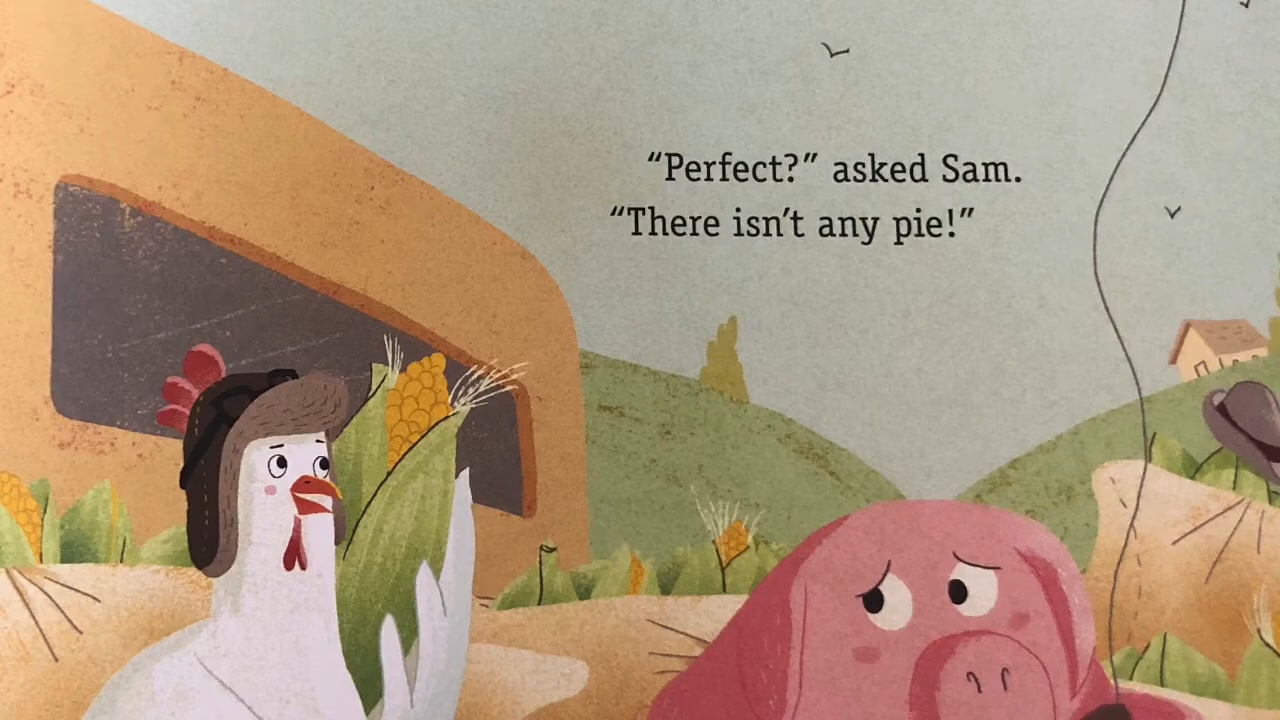 “Perfect?” asked Sam.
“There isn’t any pie!”